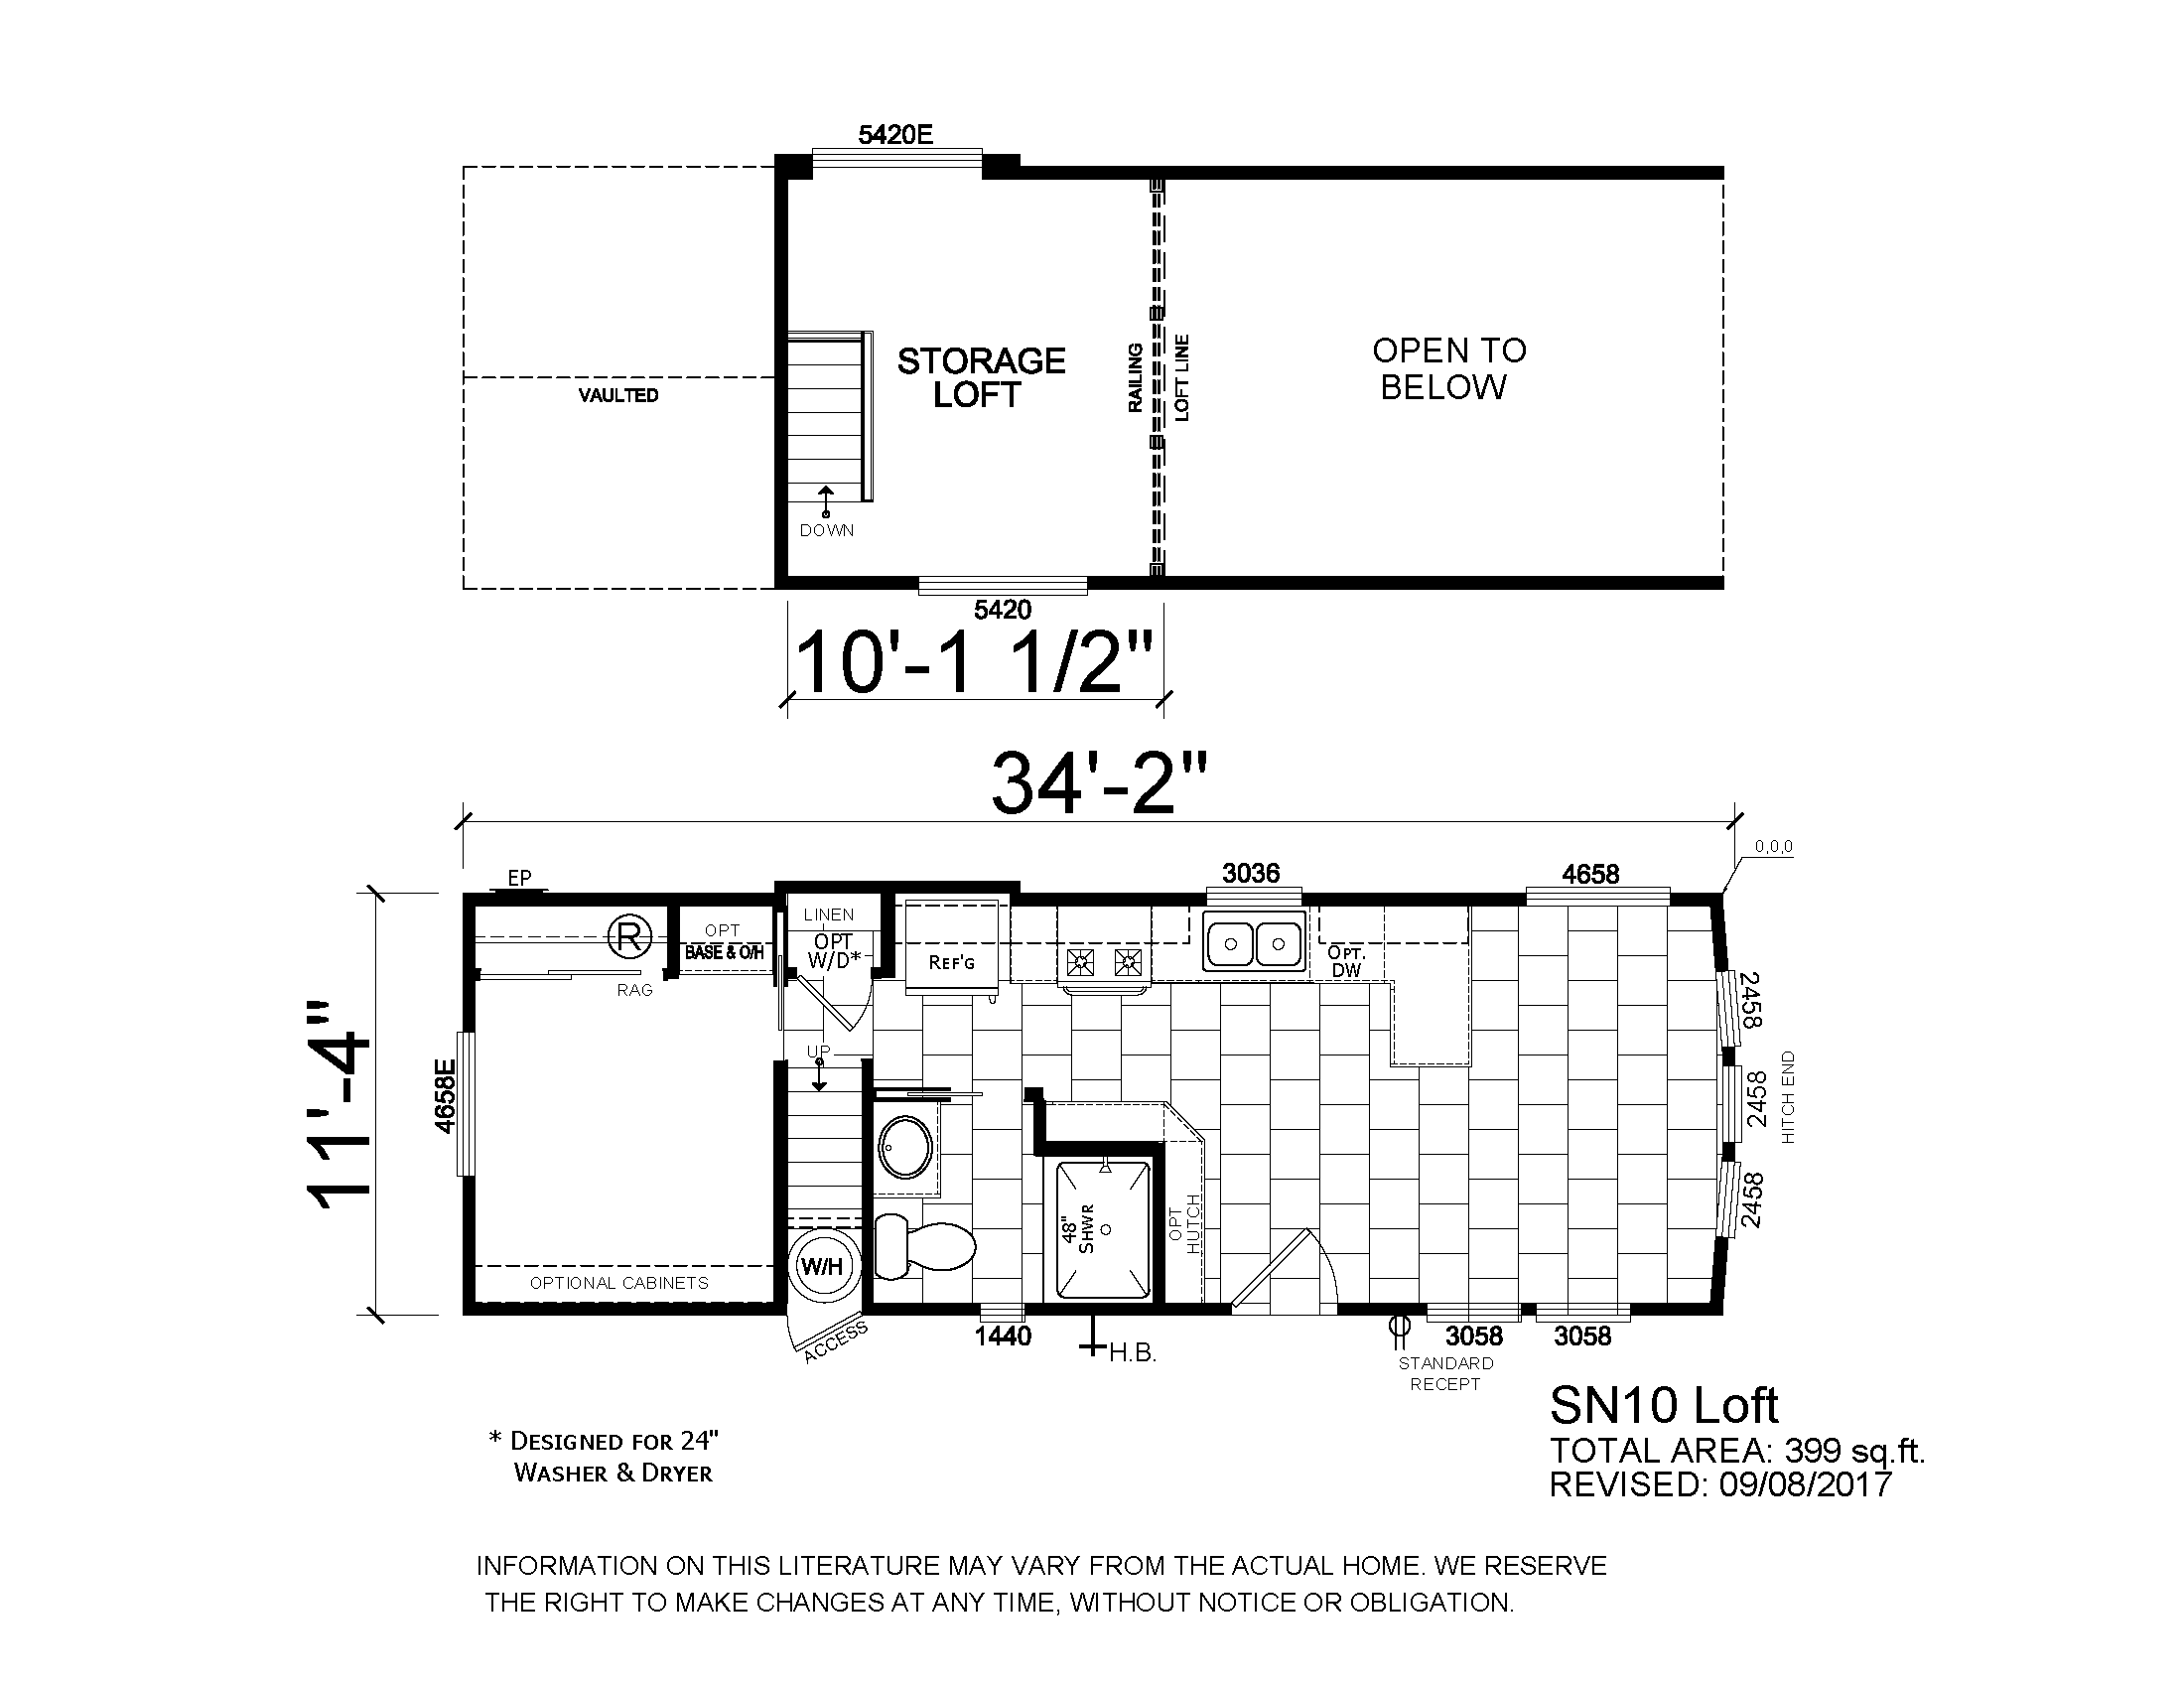 5420E
VAULTED
STORAGE
LOFT
RAILING
LOFT LINE
OPEN TO
BELOW
DOWN
5420
10'-1 1/2"
34'-2"
0,0,0
EP
3036
4658
LINEN
OPT
BASE & O/H
OPT
W/D*
REF'G
OPT.
DW
R
RAG
2458
11'-4"
4658E
UP
2458
HITCH END
2458
48"
SHWR
OPT
HUTCH
W/H
OPTIONAL CABINETS
ACCESS
1440
H.B.
3058
3058
STANDARD
RECEPT
SN10 Loft
TOTAL AREA: 399 sq.ft.
REVISED: 09/08/2017
* DESIGNED FOR 24"
WASHER & DRYER
INFORMATION ON THIS LITERATURE MAY VARY FROM THE ACTUAL HOME. WE RESERVE
THE RIGHT TO MAKE CHANGES AT ANY TIME, WITHOUT NOTICE OR OBLIGATION.